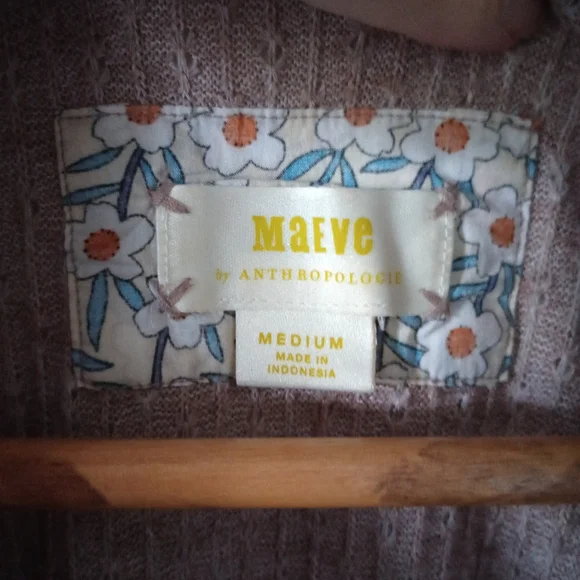 MaEve
by ANTHROPOLOGIE
MEDIUM
MADE IN
INDONESIA